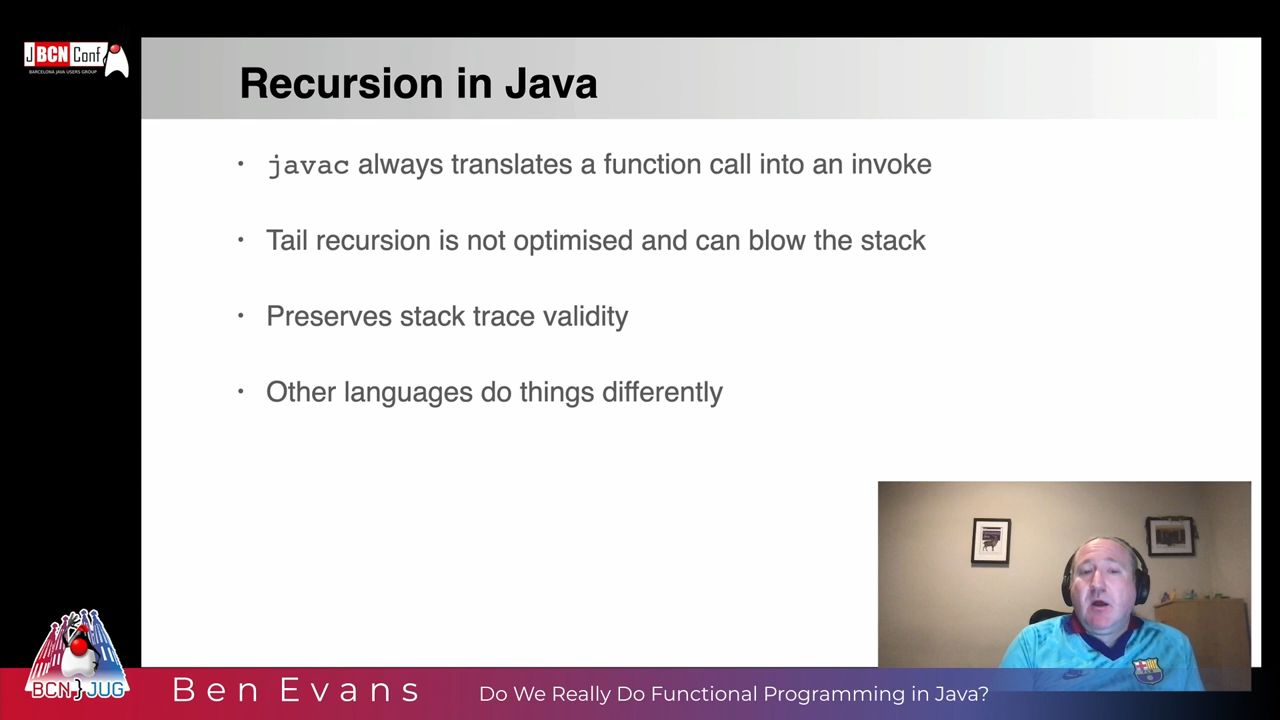 JBCNConf
BARCELONA JAVA USERS GROUP
Recursion in Java
• javac always translates a function call into an invoke
• Tail recursion is not optimised and can blow the stack
• Preserves stack trace validity
• Other languages do things differently
BCN JUG
Ben Evans
Do We Really Do Functional Programming in Java?